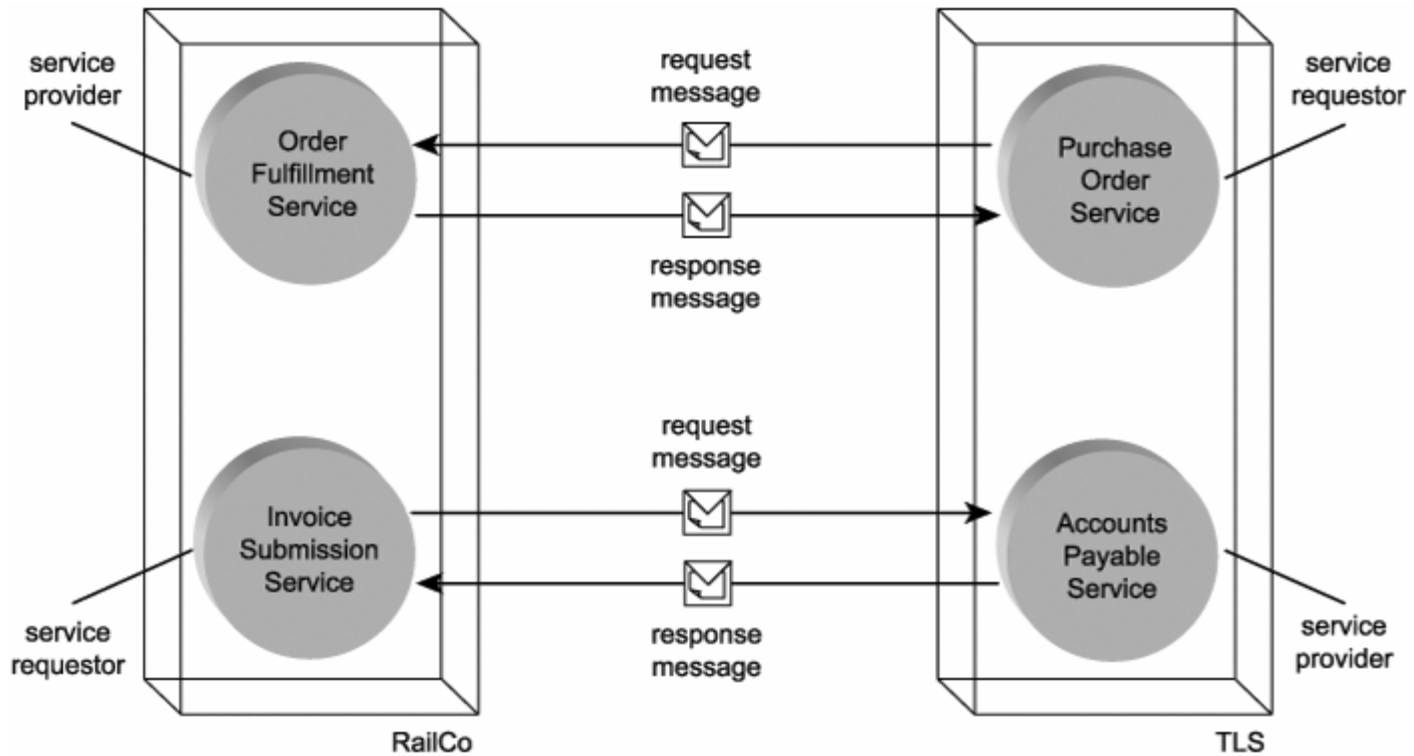 service
provider
Order
Fulfillment
Service
request
message
response
message
Purchase
Order
Service
service
requestor
Invoice
Submission
Service
service
requestor
request
message
response
message
Accounts
Payable
Service
service
provider
RailCo
TLS